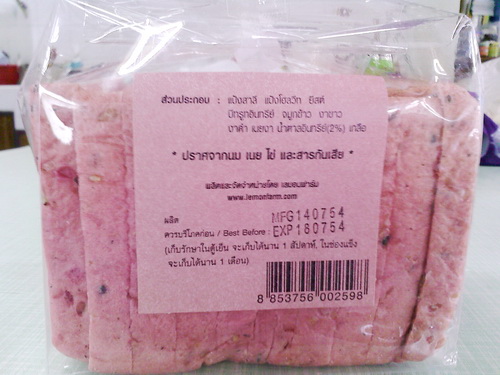 ส่วนประกอบ : แป้งสาลี แป้งโฮลวีท ยีสต์
บีทรูทอินทรีย์ จมูกข้าว งาขาว
งาดำ เนยงา น้ำตาลอินทรีย์(2%) เกลือ
* ปราศจากนม เนย ไข่ และสารกันเสีย *
ผลิตและจัดจำหน่ายโดย เลมอนฟาร์ม
www.lemonfarm.com
ผลิต MFG140754
ควรบริโภคก่อน / Best Before : EXP180754
(เก็บรักษาในตู้เย็น จะเก็บได้นาน 1 สัปดาห์, ในช่องแข็ง
จะเก็บได้นาน 1 เดือน)
8 853756 002598